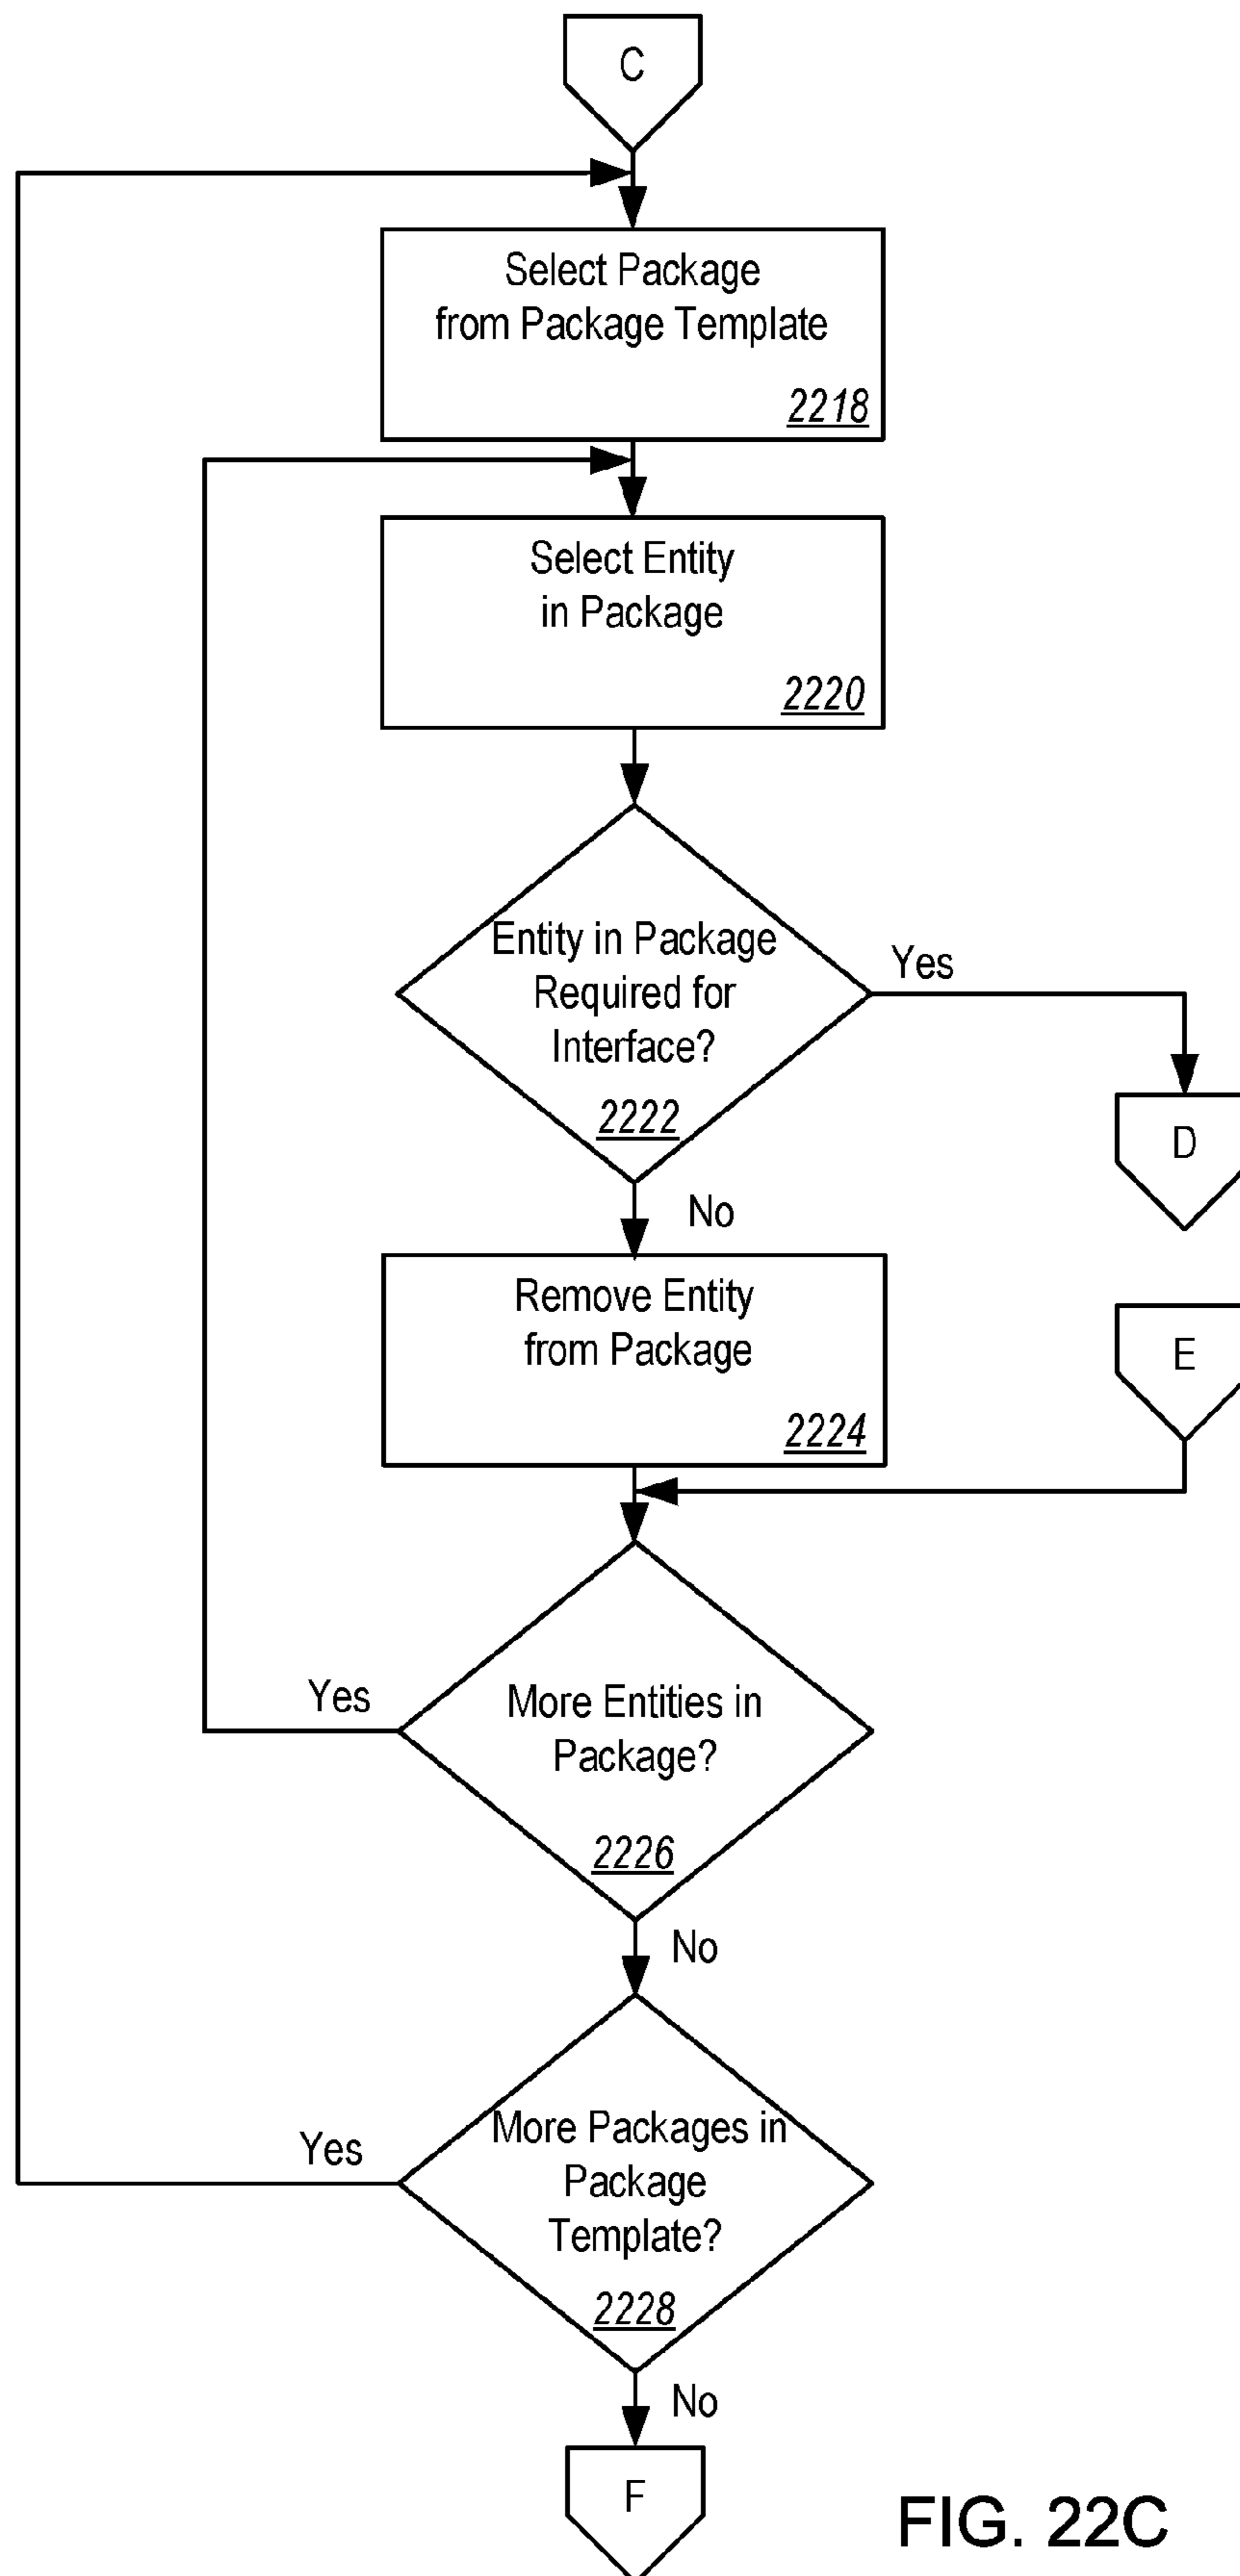 C
Select Package
from Package Template
2218
Select Entity
in Package
2220
Entity in Package
Required for
Interface?
2222
Yes
D
No
Remove Entity
from Package
2224
E
More Entities in
Package?
2226
Yes
No
More Packages in
Package
Template?
2228
Yes
No
F
FIG. 22C